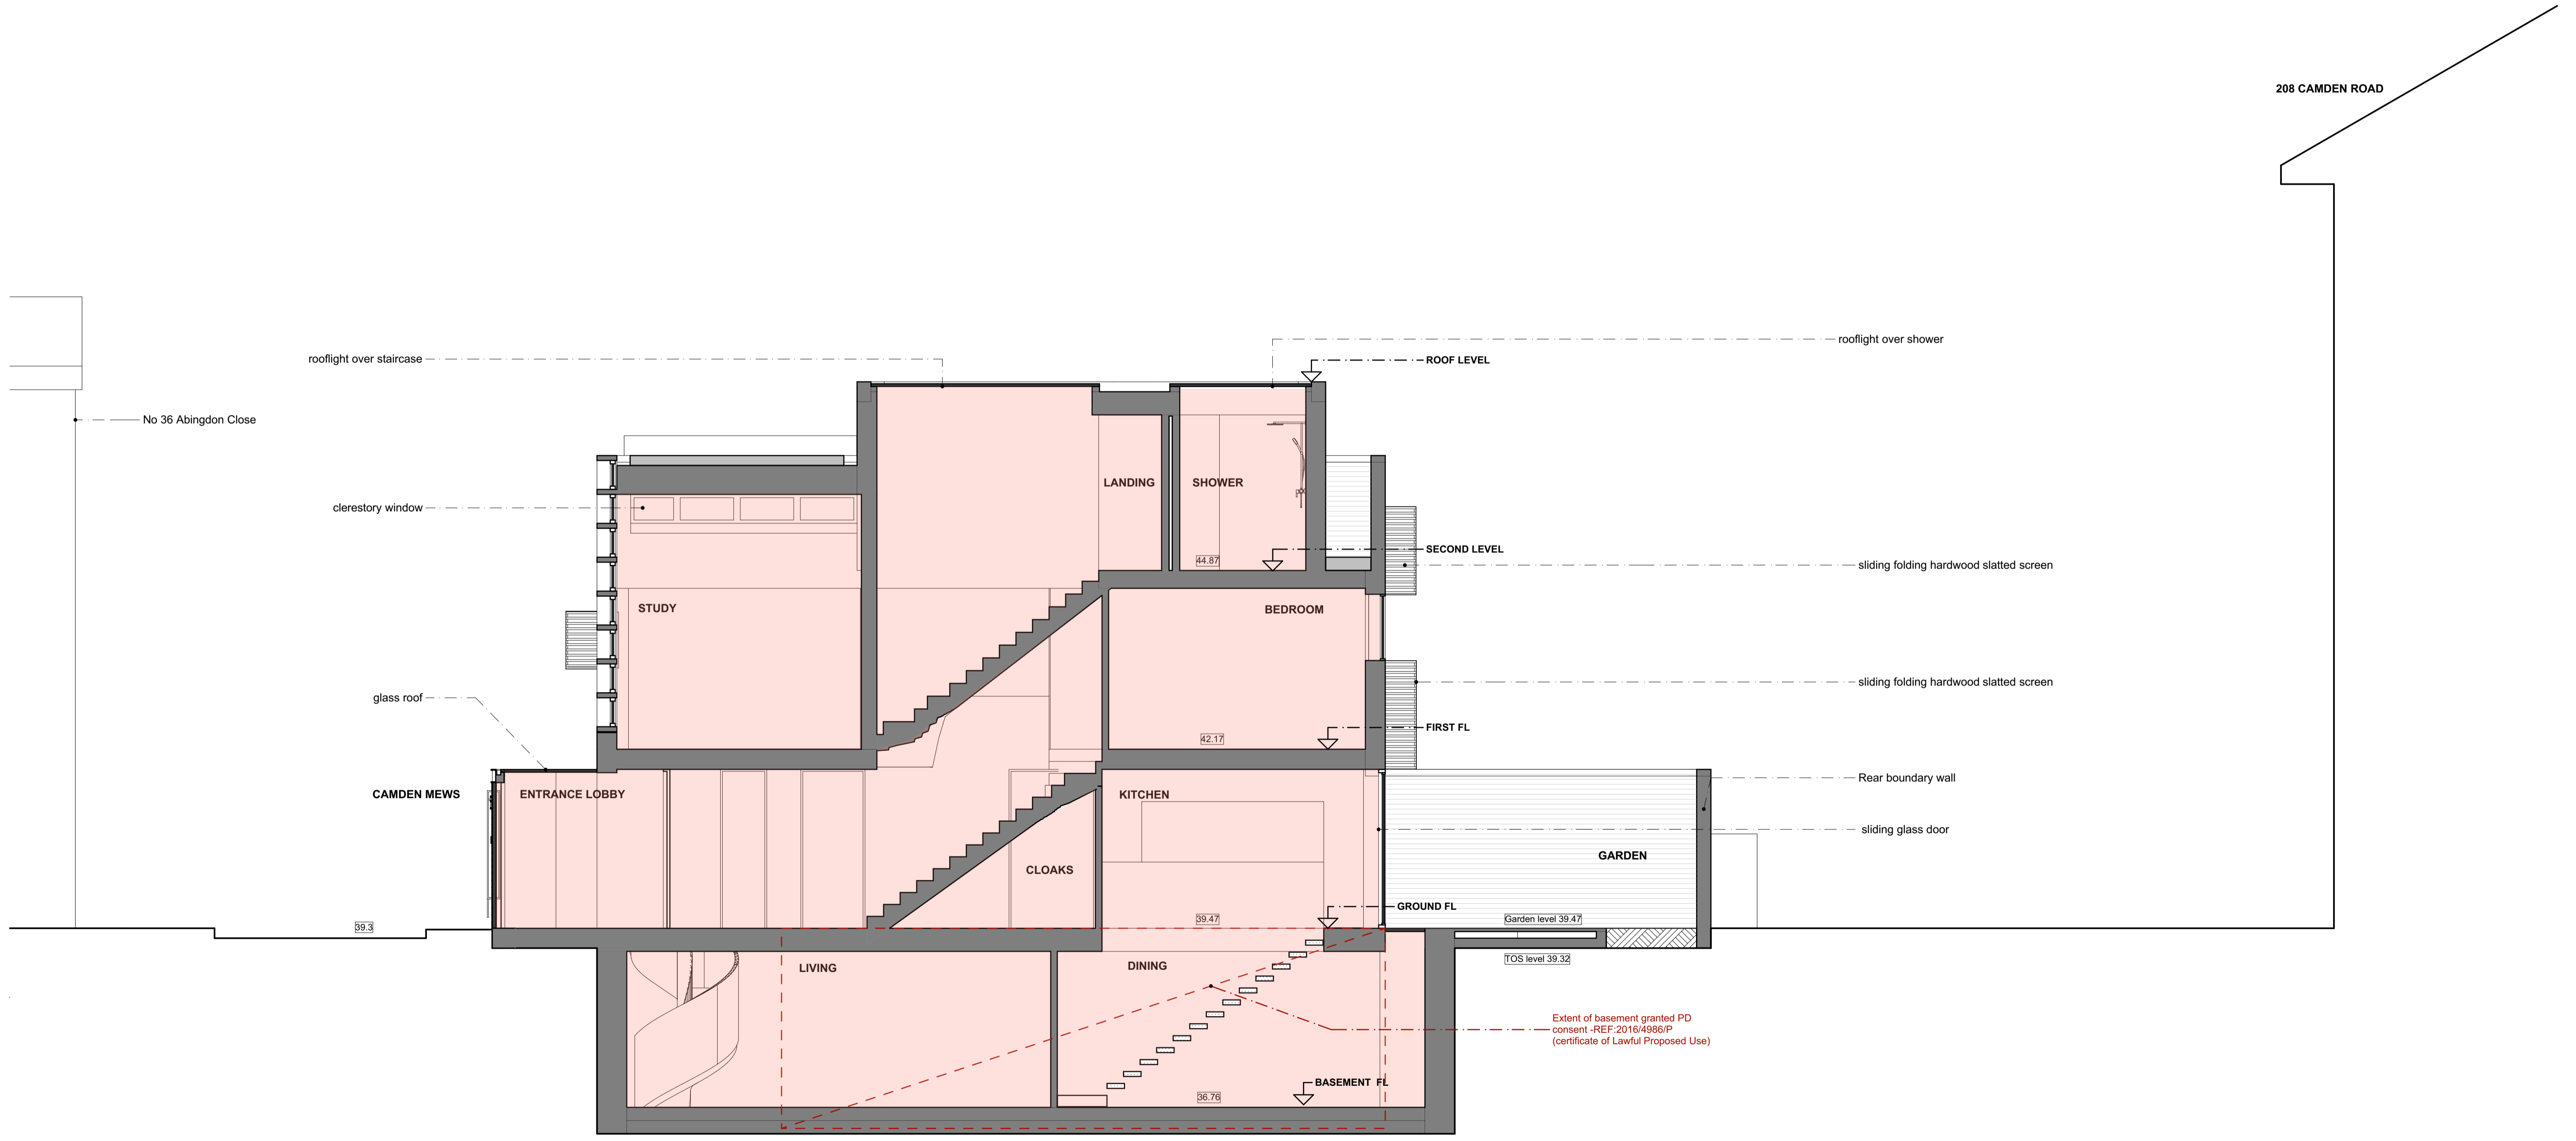 208 CAMDEN ROAD
rooflight over shower
rooflight over staircase
ROOF LEVEL
No 36 Abingdon Close
LANDING
SHOWER
clerestory window
SECOND LEVEL
44.87
sliding folding hardwood slatted screen
STUDY
BEDROOM
sliding folding hardwood slatted screen
glass roof
FIRST FL
42.17
Rear boundary wall
CAMDEN MEWS
ENTRANCE LOBBY
KITCHEN
sliding glass door
GARDEN
CLOAKS
GROUND FL
39.47
Garden level 39.47
39.3
TOS level 39.32
LIVING
DINING
Extent of basement granted PD
consent -REF:2016/4986/P
(certificate of Lawful Proposed Use)
BASEMENT FL
36.76